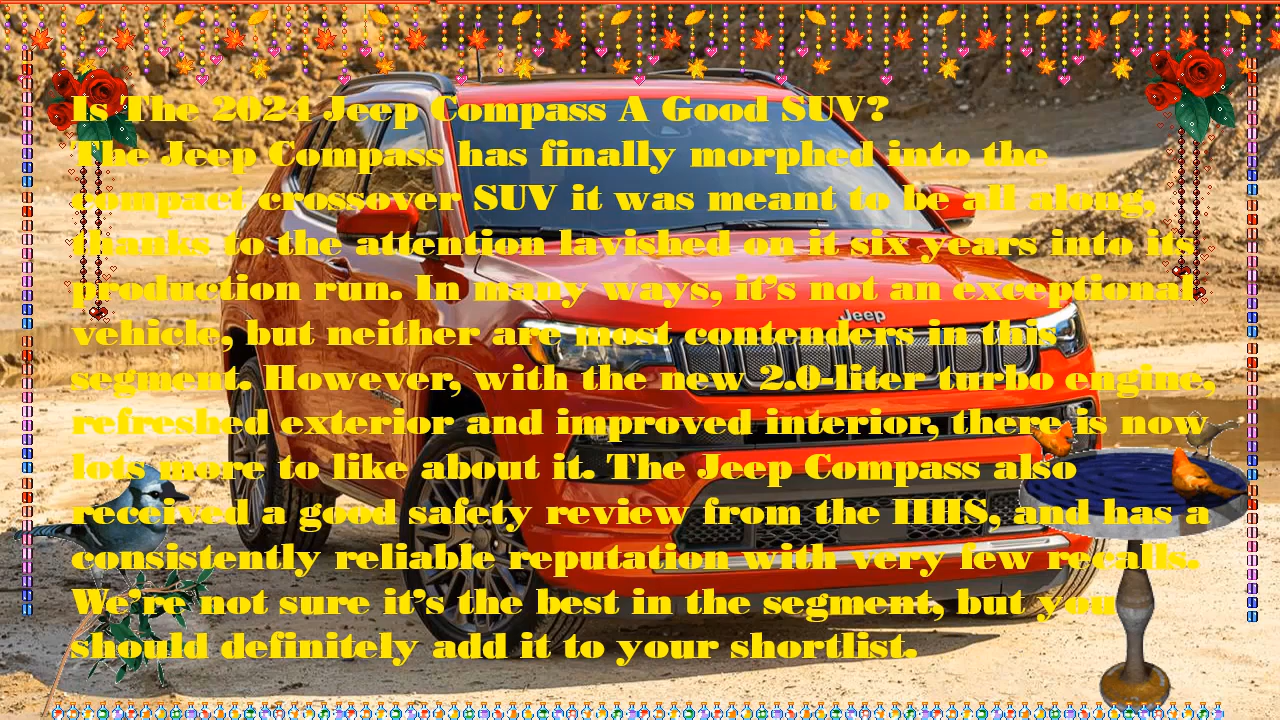 Is The 2024 Jeep Compass A Good SUV?
The Jeep Compass has finally morphed into the
compact crossover SUV it was meant to be all along,
thanks to the attention lavished on it six years into its
production run. In many ways, it's not an exceptional
vehicle, but neither are most contenders in this
segment. However, with the new 2.0-liter turbo engine,
refreshed exterior and improved interior, there is now
lots more to like about it. The Jeep Compass also
received a good safety review from the IIHS, and has a
consistently reliable reputation with very few recalls.
We're not sure it's the best in the segment, but you
should definitely add it to your shortlist.
Jeep